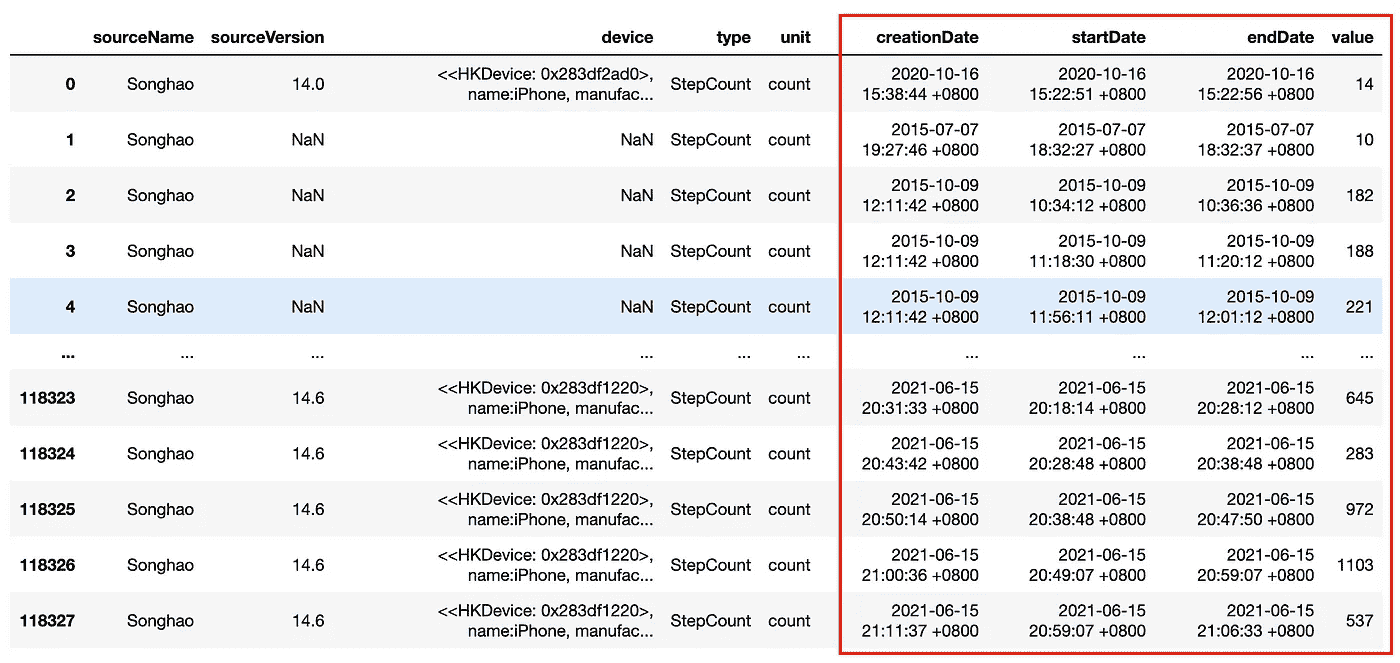 sourceName sourceVersion device type unit creationDate startDate endDate value
<<HKDevice: 0x283df2ad0>, 2020-10-16 2020-10-16 2020-10-16
0 Songhao 14.0 name:iPhone, manufac... StepCount count 15:38:44 +0800 15:22:51 +0800 15:22:56 +0800 14
2015-07-07 2015-07-07 2015-07-07
1 Songhao NaN NaN StepCount count 19:27:46 +0800 18:32:27 +0800 18:32:37 +0800 10
2015-10-09 2015-10-09 2015-10-09
2 Songhao NaN NaN StepCount count 12:11:42 +0800 10:34:12 +0800 10:36:36 +0800 182
2015-10-09 2015-10-09 2015-10-09
3 Songhao NaN NaN StepCount count 12:11:42 +0800 11:18:30 +0800 11:20:12 +0800 188
2015-10-09 2015-10-09 2015-10-09
4 Songhao NaN NaN StepCount count 12:11:42 +0800 11:56:11 +0800 12:01:12 +0800 221
... ... ... ... ... ... ... ... ... ...
<<HKDevice: 0x283df1220>, 2021-06-15 2021-06-15 2021-06-15
118323 Songhao 14.6 name:iPhone, manufac... StepCount count 20:31:33 +0800 20:18:14 +0800 20:28:12 +0800 645
<<HKDevice: 0x283df1220>, 2021-06-15 2021-06-15 2021-06-15
118324 Songhao 14.6 name:iPhone, manufac... StepCount count 20:43:42 +0800 20:28:48 +0800 20:38:48 +0800 283
<<HKDevice: 0x283df1220>, 2021-06-15 2021-06-15 2021-06-15
118325 Songhao 14.6 name:iPhone, manufac... StepCount count 20:50:14 +0800 20:38:48 +0800 20:47:50 +0800 972
<<HKDevice: 0x283df1220>, 2021-06-15 2021-06-15 2021-06-15
118326 Songhao 14.6 name:iPhone, manufac... StepCount count 21:00:36 +0800 20:49:07 +0800 20:59:07 +0800 1103
<<HKDevice: 0x283df1220>, 2021-06-15 2021-06-15 2021-06-15
118327 Songhao 14.6 name:iPhone, manufac... StepCount count 21:11:37 +0800 20:59:07 +0800 21:06:33 +0800 537